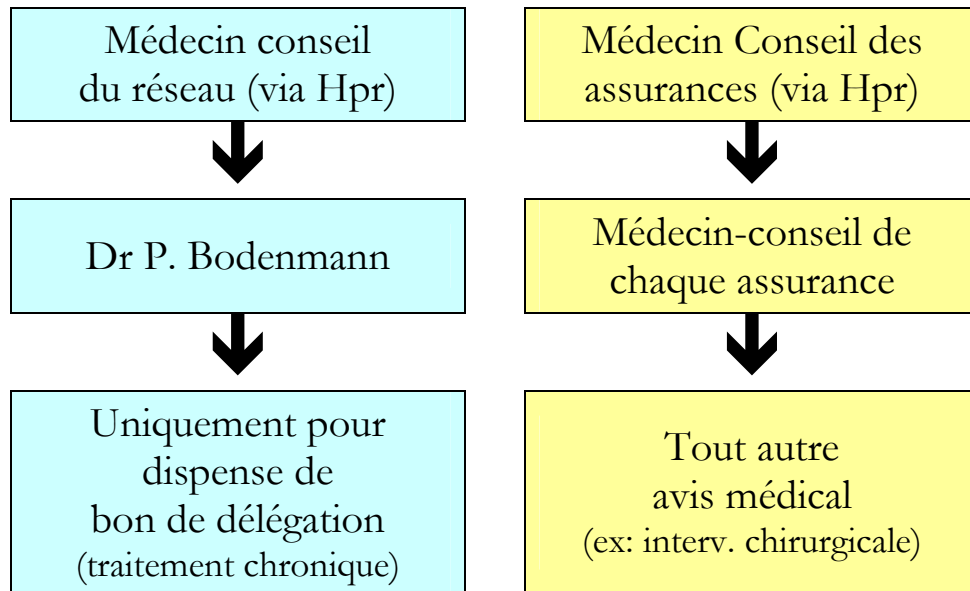 Médecin conseil
du réseau (via Hpr)
Dr P. Bodenmann
Uniquement pour
dispense de
bon de délégation
(traitement chronique)
Médecin Conseil des
assurances (via Hpr)
Médecin-conseil de
chaque assurance
Tout autre
avis médical
(ex: interv. chirurgicale)